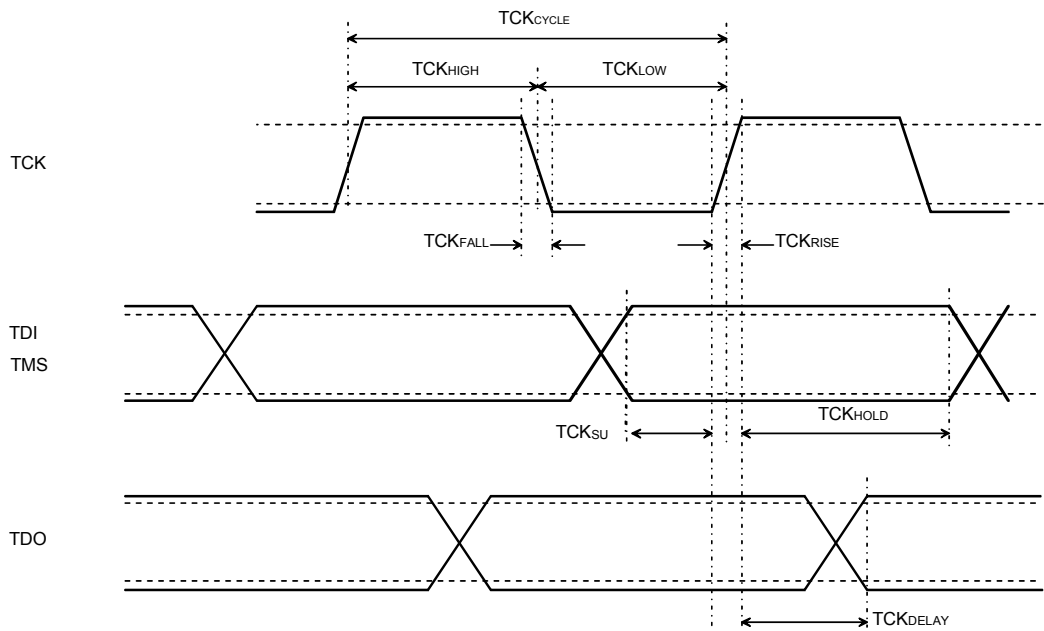 TCKCYCLE
TCKHIGH
TCKLOW
TCK
TCKFALL
TCKRISE
TDI
TMS
TCKHOLD
TCKSU
TDO
TCKDELAY